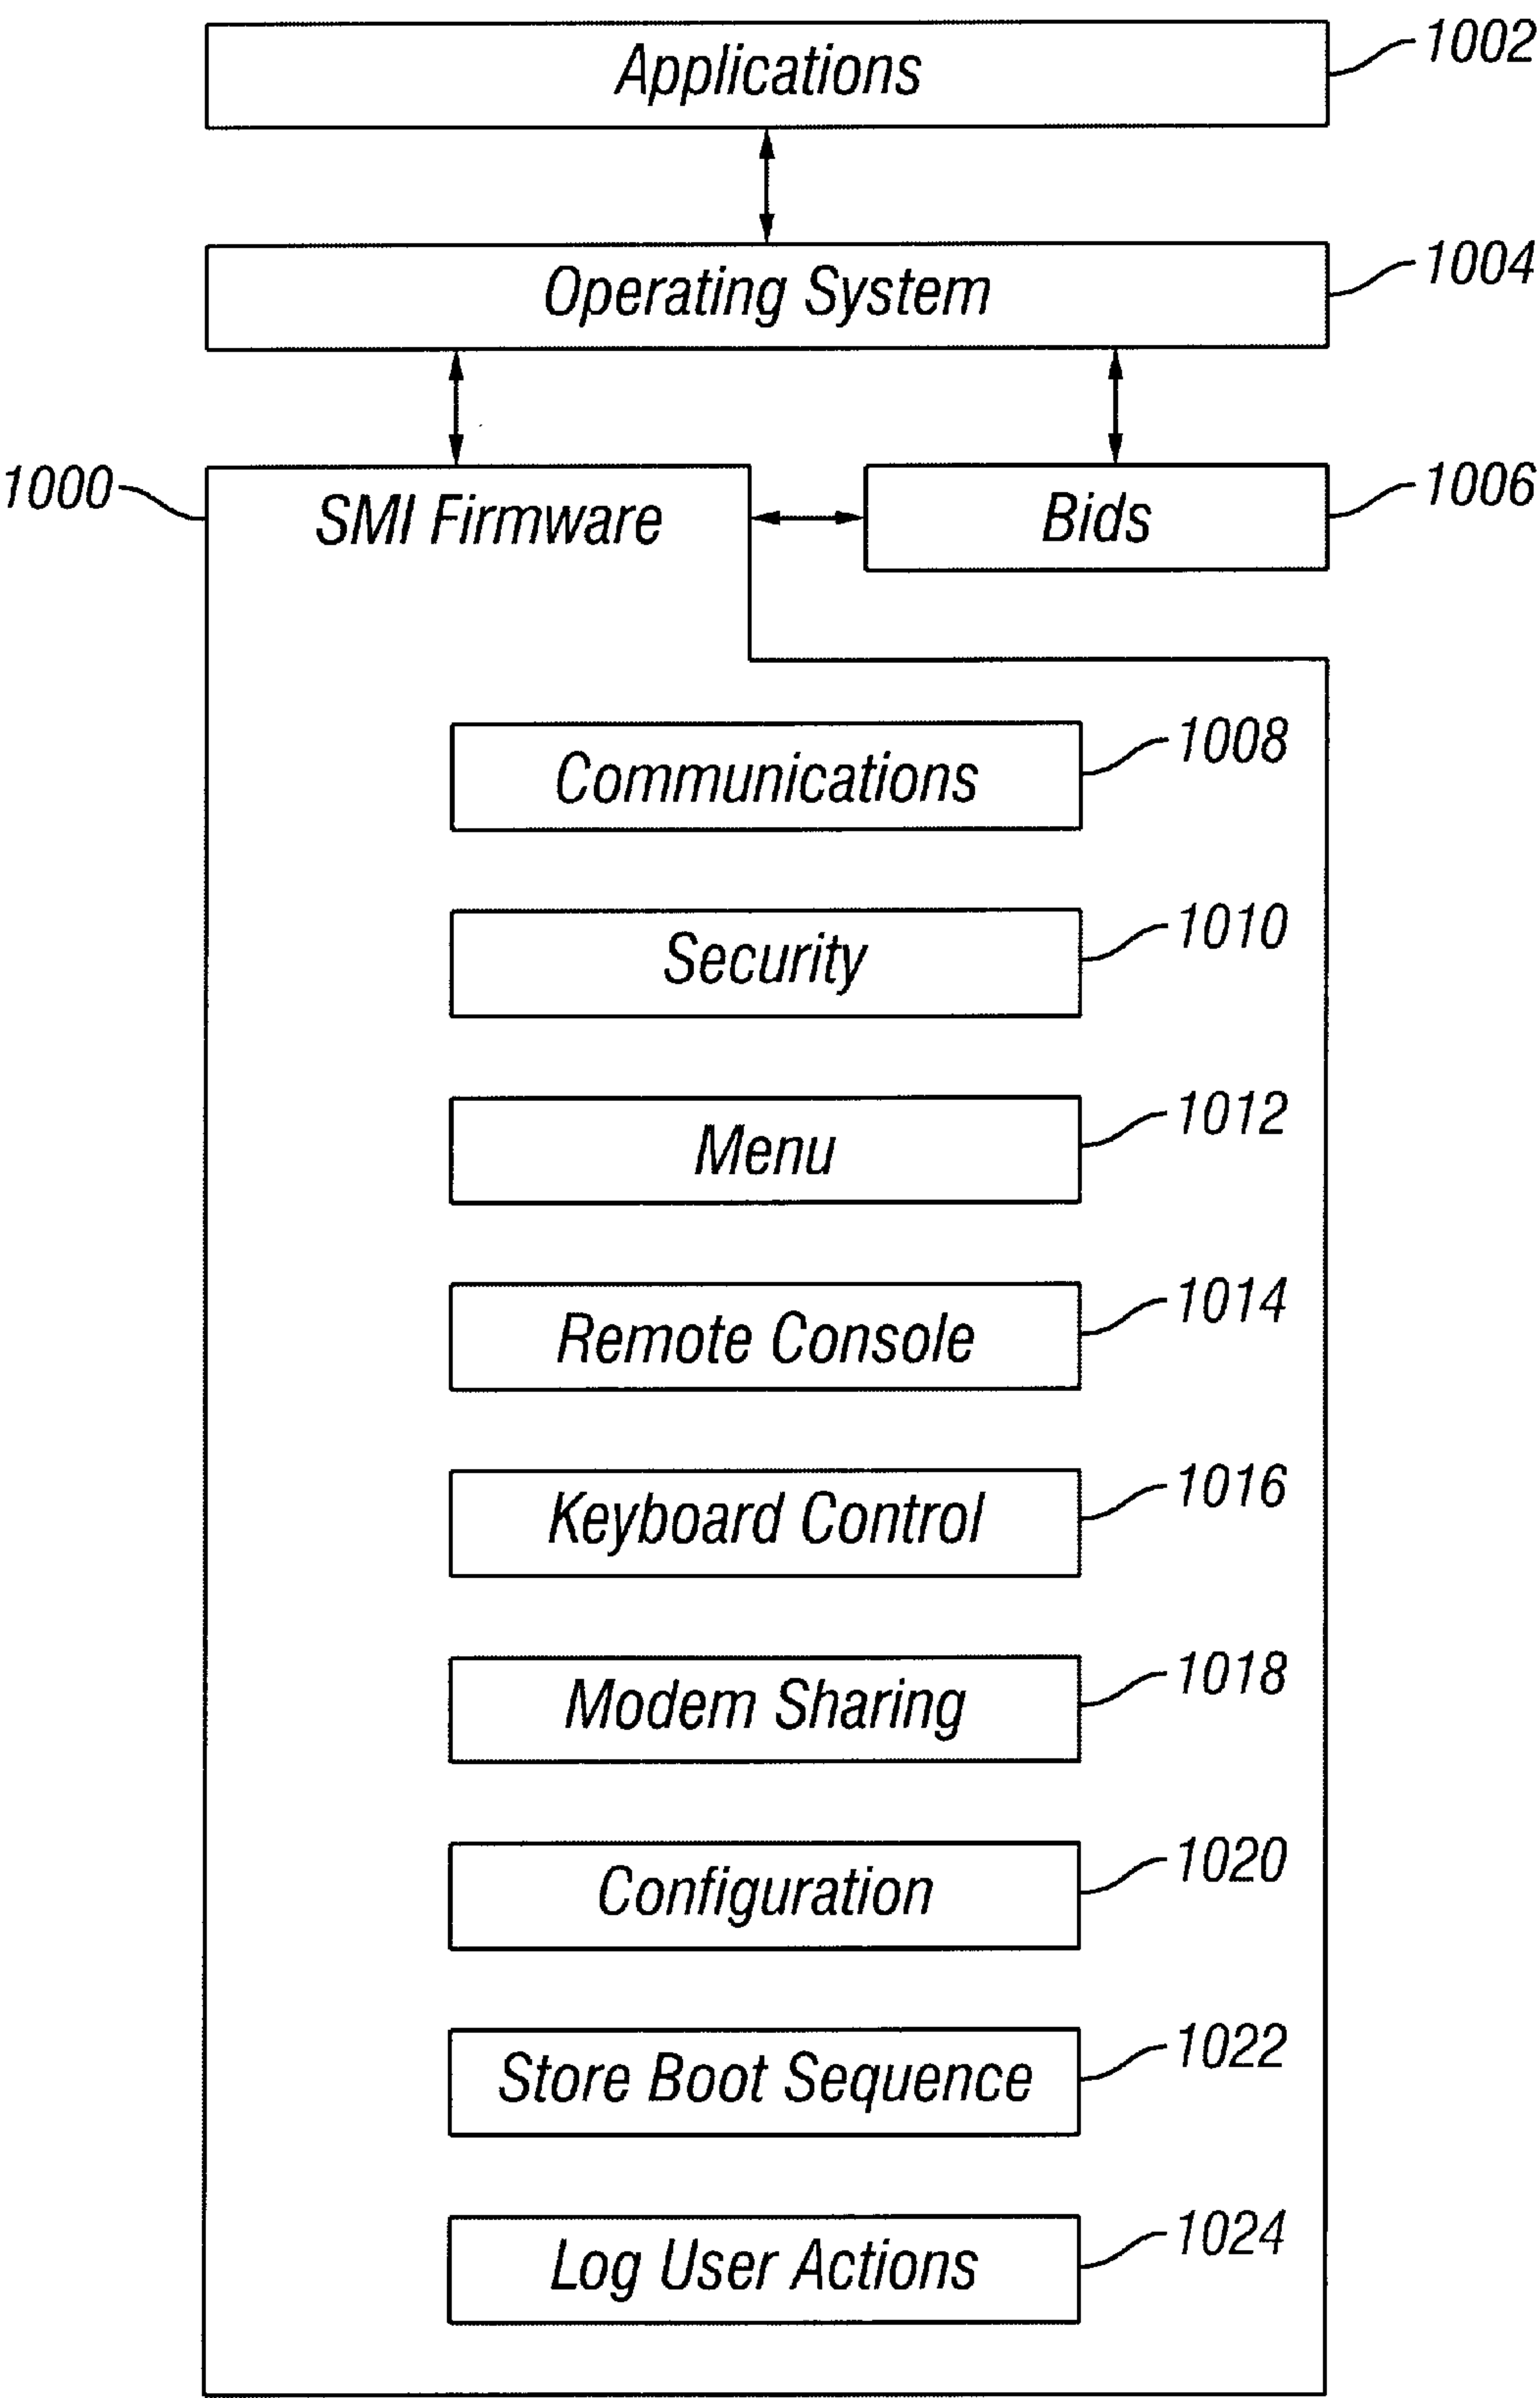 Applications
1002
Operating System
1004
1000
SMI Firmware
Bids
1006
Communications
1008
Security
1010
Menu
1012
Remote Console
1014
Keyboard Control
1016
Modem Sharing
1018
Configuration
1020
Store Boot Sequence
1022
Log User Actions
1024